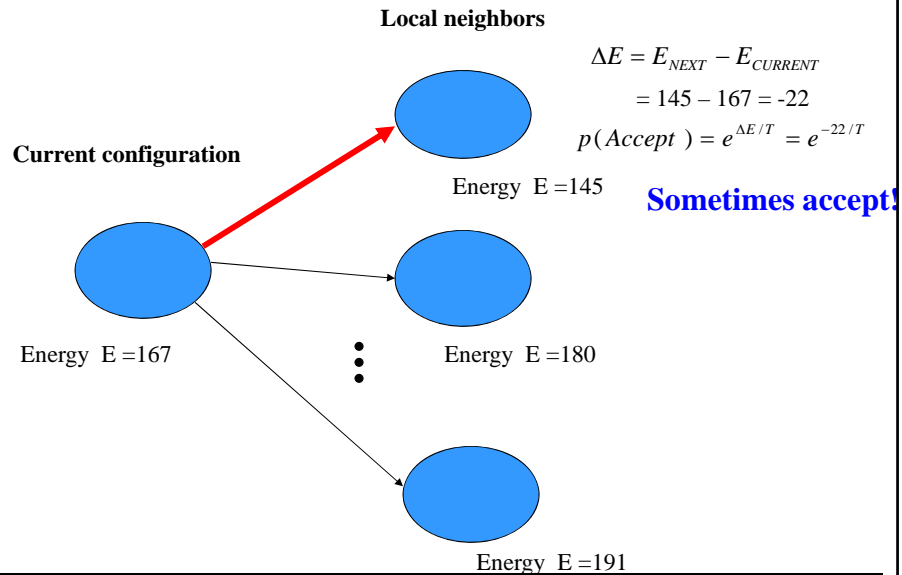 Local neighbors
ΔE = E_NEXT − E_CURRENT
= 145 – 167 = -22
p(Accept ) = e^{ΔE/T} = e^{−22/T}
Current configuration
Energy E =145
Sometimes accept!
Energy E =167
Energy E =180
Energy E =191